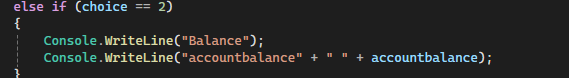 else if (choice == 2)
{
Console.WriteLine("Balance");
Console.WriteLine("accountbalance" + " " + accountbalance);
}